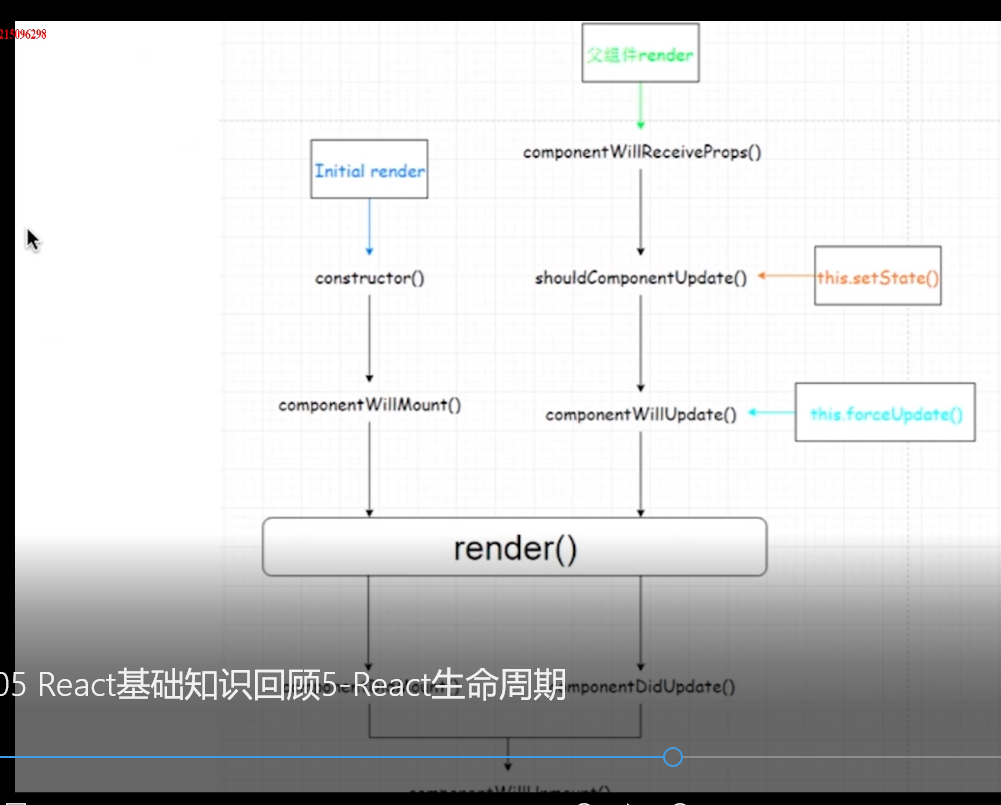 215096298
父组件render
componentWillReceiveProps()
Initial render
constructor()
shouldComponentUpdate()
this.setState()
componentWillMount()
componentWillUpdate()
this.forceUpdate()
render()
05 React基础知识回顾5-React生命周期
componentDidUpdate()
componentWillUnmount()